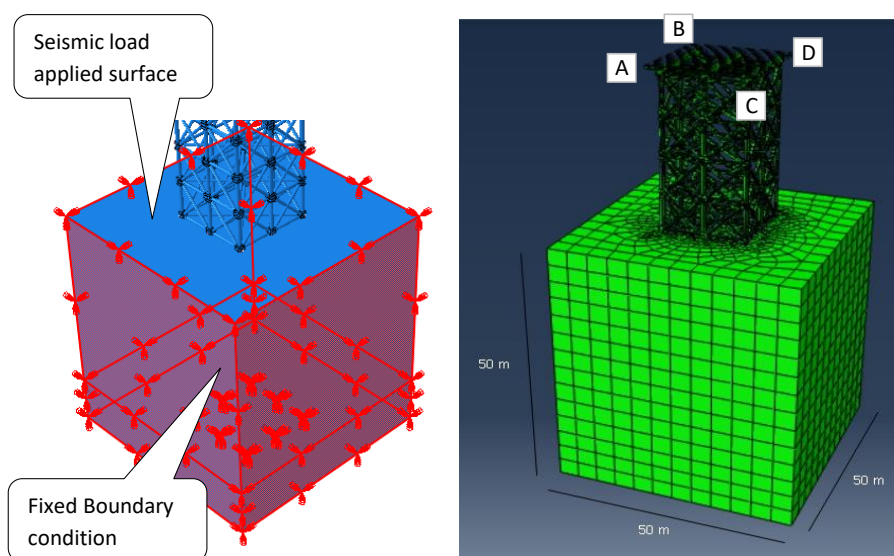 Seismic load
applied surface
Fixed Boundary
condition
B
A
D
C
50 m
50 m
50 m